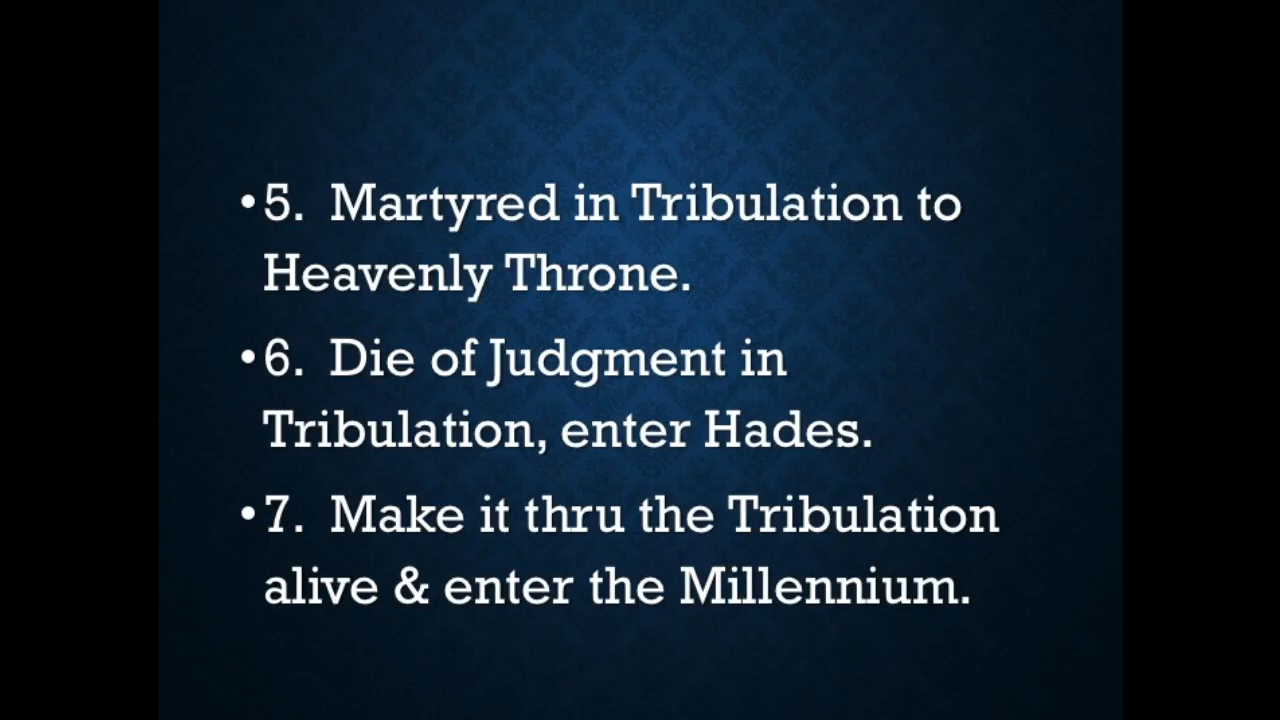 •5.  Martyred in Tribulation to
Heavenly Throne.
•6.  Die of Judgment in
Tribulation, enter Hades.
•7.  Make it thru the Tribulation
alive & enter the Millennium.